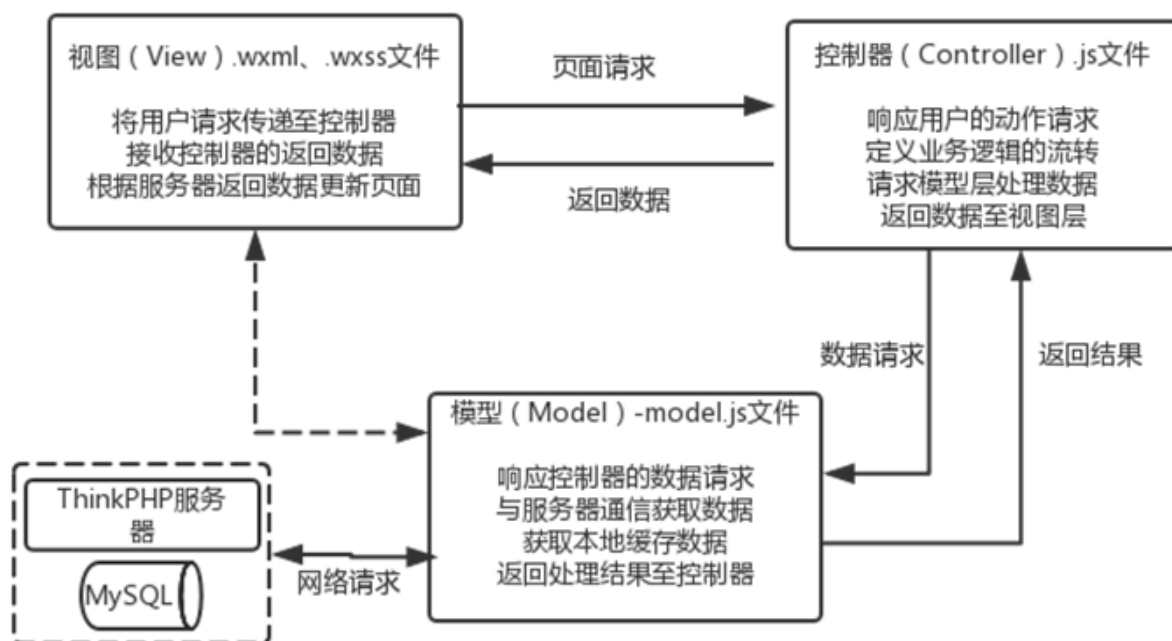 视图（View）.wxml、.wxss文件
将用户请求传递至控制器
接收控制器的返回数据
根据服务器返回数据更新页面
页面请求
返回数据
控制器（Controller）.js文件
响应用户的动作请求
定义业务逻辑的流转
请求模型层处理数据
返回数据至视图层
数据请求
返回结果
模型（Model）-model.js文件
响应控制器的数据请求
与服务器通信获取数据
获取本地缓存数据
返回处理结果至控制器
ThinkPHP服务
器
MySQL
网络请求